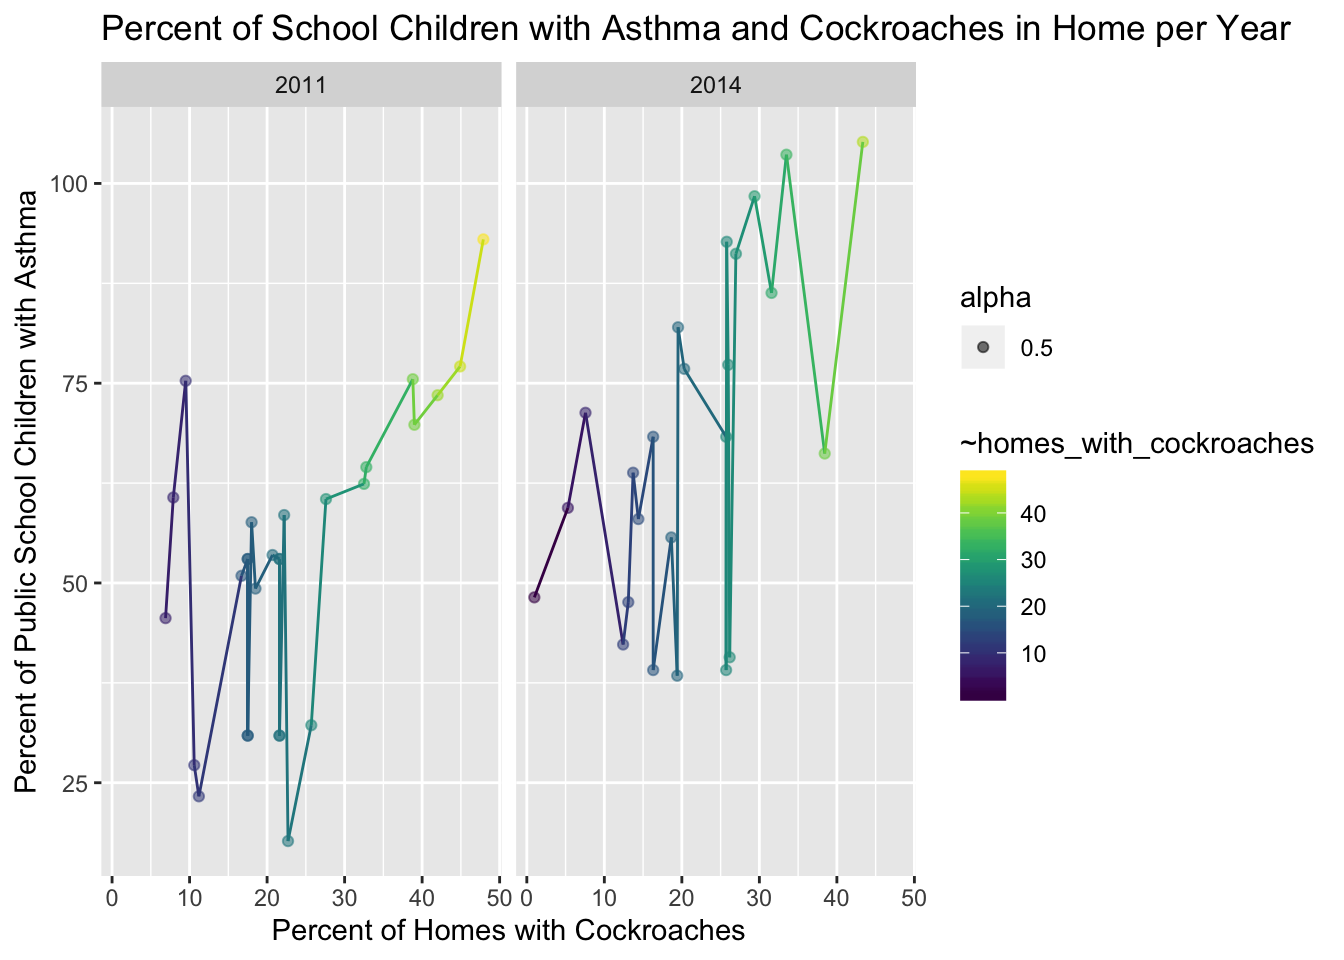 Percent of School Children with Asthma and Cockroaches in Home per Year
2011
2014
Percent of Public School Children with Asthma
100
75
50
25
0 10 20 30 40 50
0 10 20 30 40 50
Percent of Homes with Cockroaches
alpha
0.5
~homes_with_cockroaches
40
30
20
10